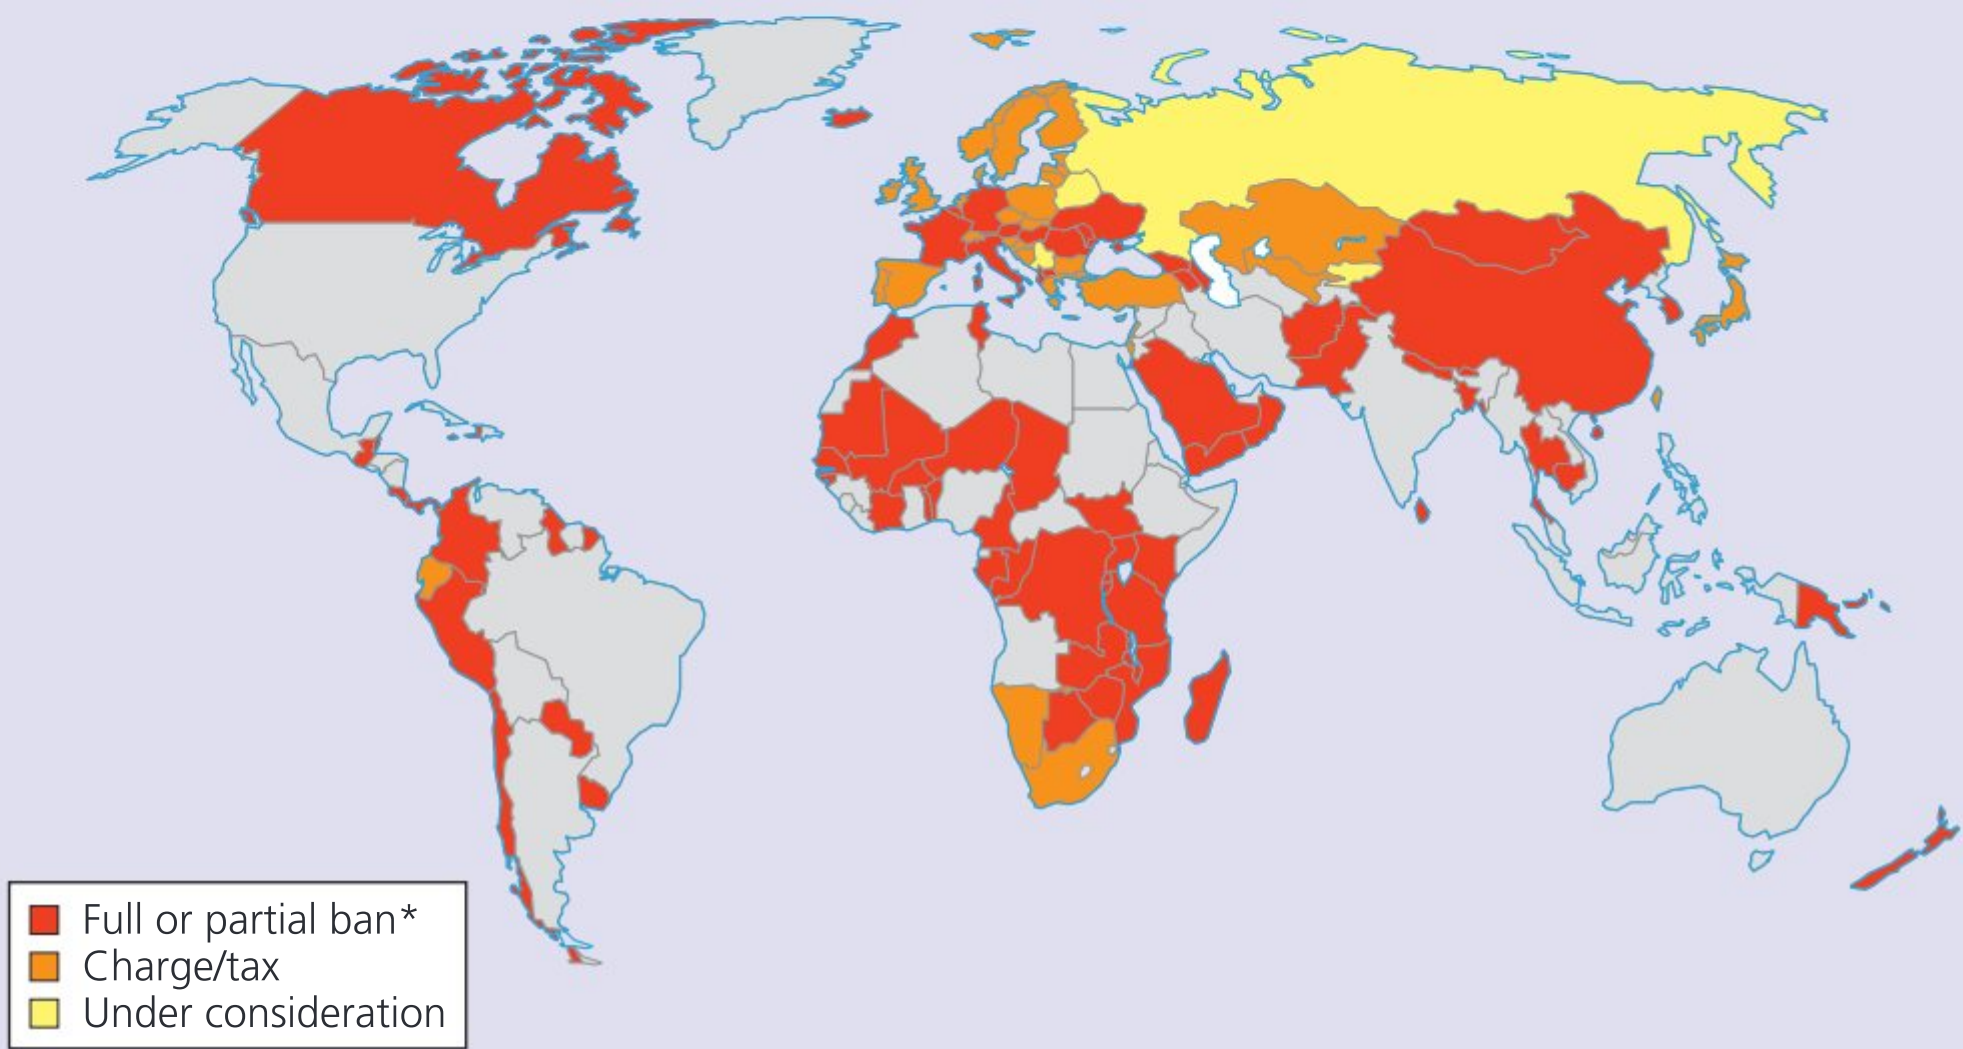 Full or partial ban*
Charge/tax
Under consideration